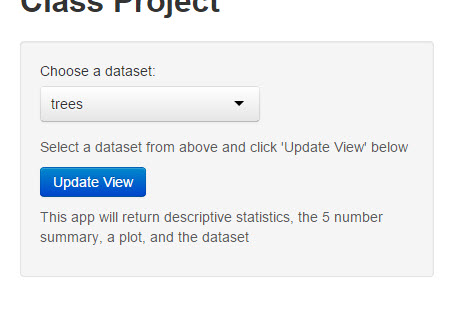 Class Project
Choose a dataset:
trees
Select a dataset from above and click 'Update View' below
Update View
This app will return descriptive statistics, the 5 number
summary, a plot, and the dataset